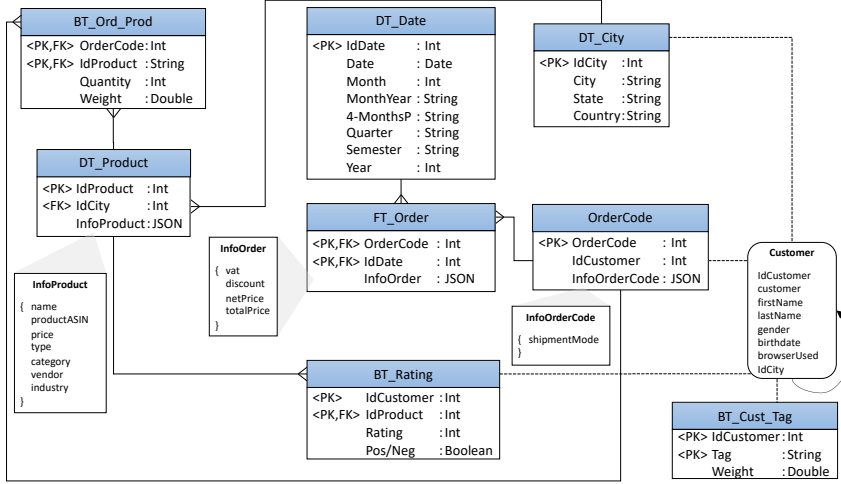 BT_Ord_Prod
<PK,FK> OrderCode:Int
<PK,FK> IdProduct :String
Quantity :Int
Weight :Double
DT_Date
<PK> IdDate : Int
Date : Date
Month : Int
MonthYear : String
4-MonthsP : String
Quarter : String
Semester : String
Year : Int
DT_City
<PK> IdCity :Int
City :String
State :String
Country:String
DT_Product
<PK> IdProduct :Int
<FK> IdCity :Int
InfoProduct:JSON
FT_Order
<PK,FK> OrderCode : Int
<PK,FK> IdDate : Int
InfoOrder : JSON
OrderCode
<PK> OrderCode : Int
IdCustomer : Int
InfoOrderCode : JSON
InfoProduct
{ name
productASIN
price
type
category
vendor
industry
}
InfoOrder
{ vat
discount
netPrice
totalPrice
}
InfoOrderCode
{ shipmentMode
}
Customer
IdCustomer
customer
firstName
lastName
gender
birthdate
browserUsed
IdCity
BT_Rating
<PK> IdCustomer :Int
<PK,FK> IdProduct :Int
Rating :Int
Pos/Neg :Boolean
BT_Cust_Tag
<PK> IdCustomer:Int
<PK> Tag :String
Weight :Double